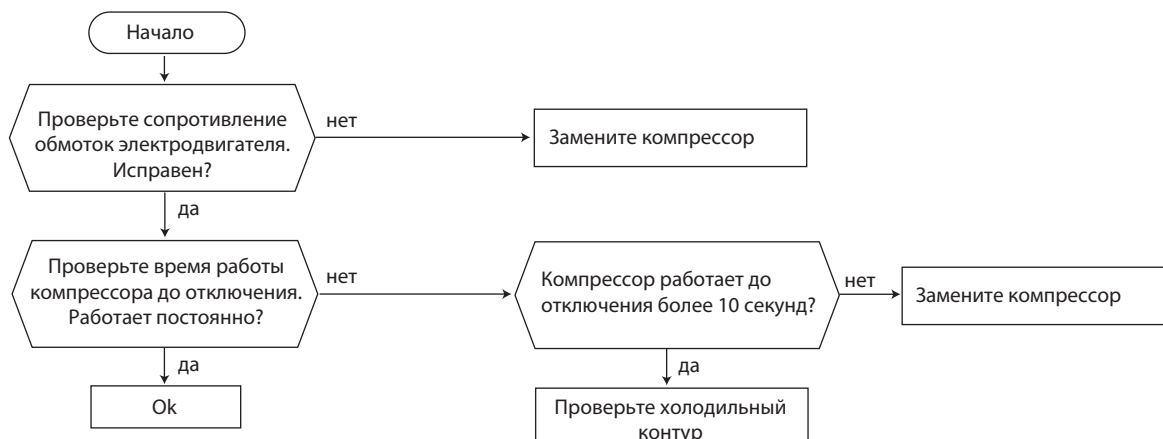 Начало
Проверьте сопротивление
обмоток электродвигателя.
Исправен?
нет
Замените компрессор
да
Проверьте время работы
компрессора до отключения.
Работает постоянно?
нет
Компрессор работает до
отключения более 10 секунд?
нет
Замените компрессор
да
Ok
да
Проверьте холодильный
контур